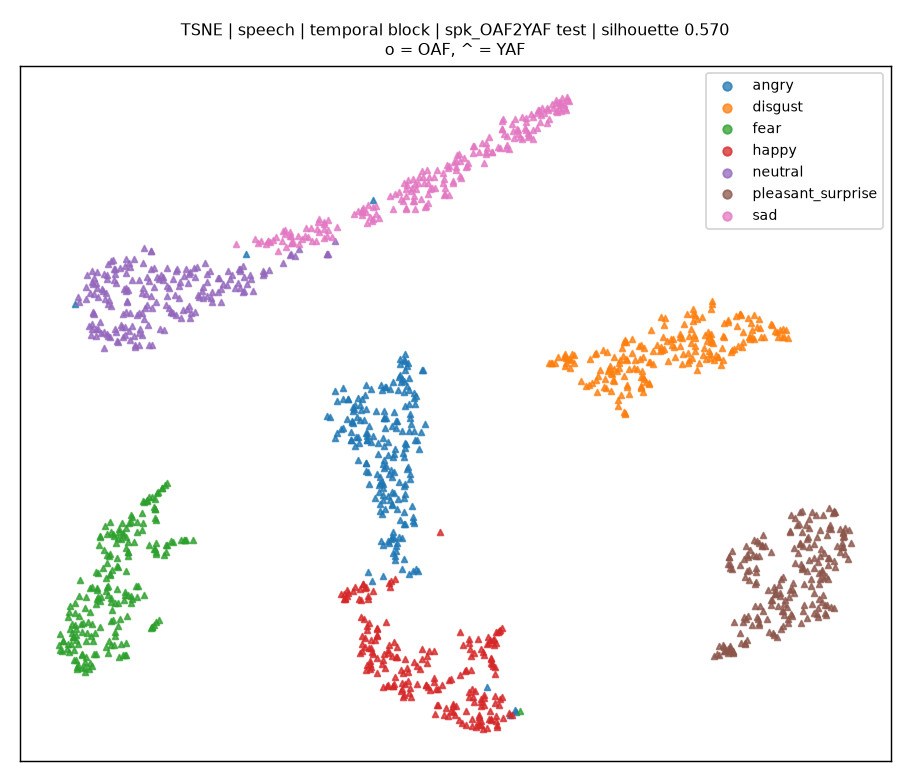 TSNE | speech | temporal block | spk_OAF2YAF test | silhouette 0.570
o = OAF, ^ = YAF
angry
disgust
fear
happy
neutral
pleasant_surprise
sad